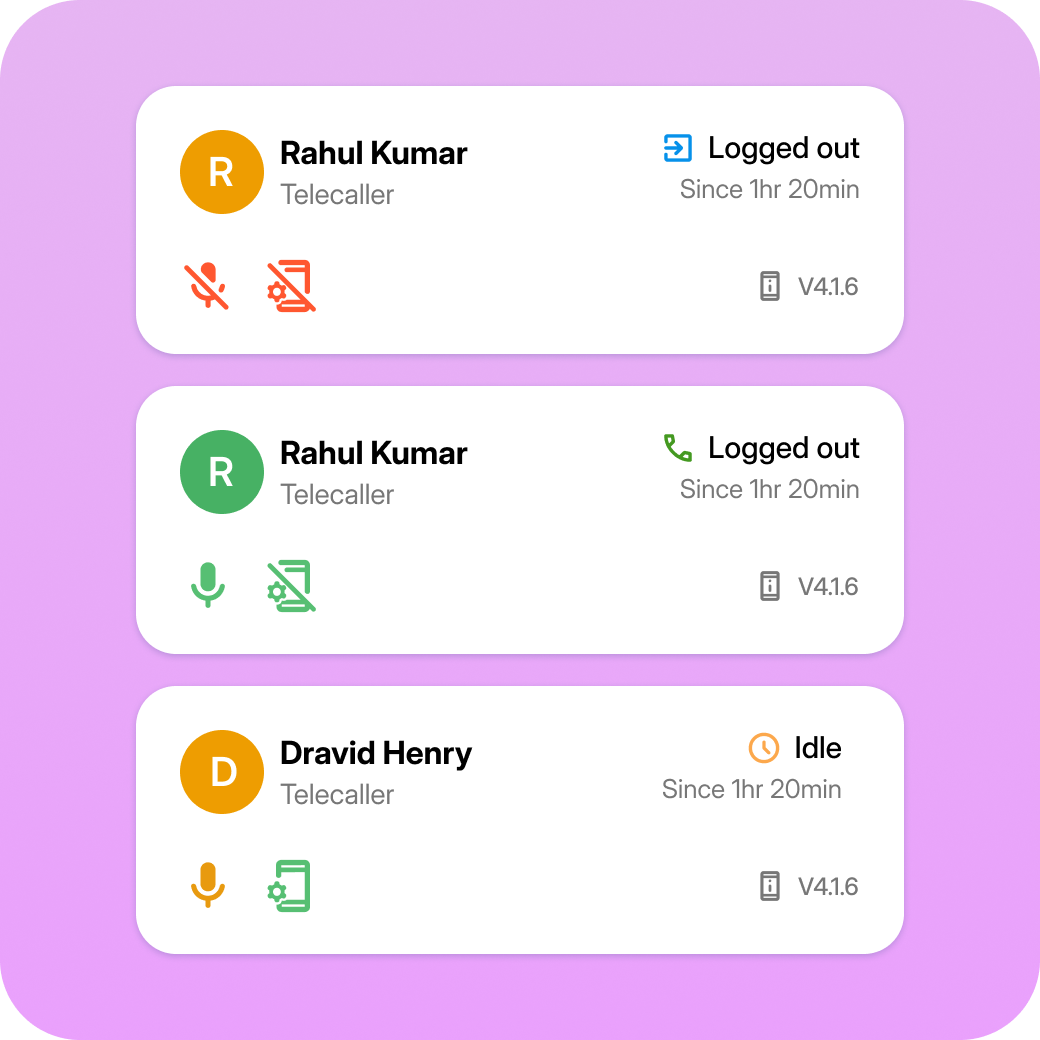 R
Rahul Kumar
Telecaller
Logged out
Since 1hr 20min
V4.1.6
R
Rahul Kumar
Telecaller
Logged out
Since 1hr 20min
V4.1.6
D
Dravid Henry
Telecaller
Idle
Since 1hr 20min
V4.1.6